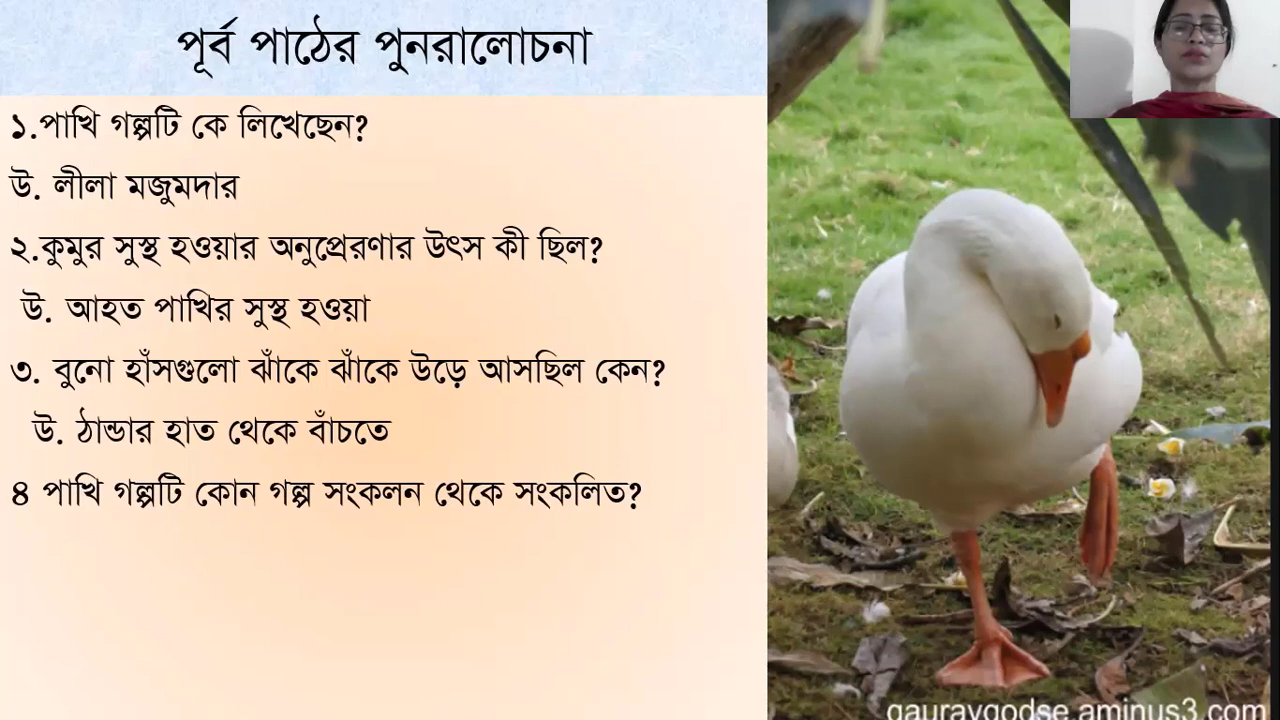 পূর্ব পাঠের পুনরালোচনা
১.পাখি গল্পটি কে লিখেছেন?
উ. লীলা মজুমদার
২.কুমুর সুস্থ হওয়ার অনুপ্রেরণার উৎস কী ছিল?
উ. আহত পাখির সুস্থ হওয়া
৩. বুনো হাঁসগুলো ঝাঁকে ঝাঁকে উড়ে আসছিল কেন?
উ. ঠান্ডার হাত থেকে বাঁচতে
৪ পাখি গল্পটি কোন গল্প সংকলন থেকে সংকলিত?
gauravgodse.aminus3.com